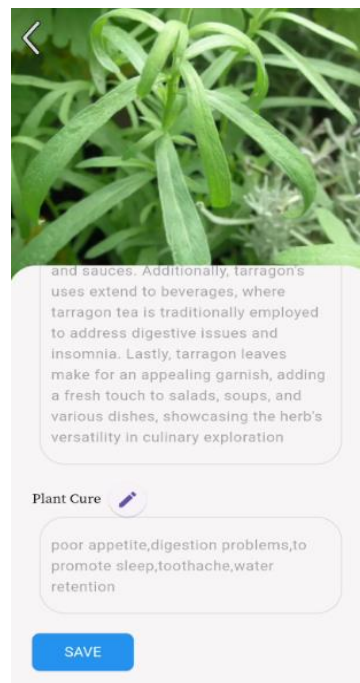 and sauces. Additionally, tarragon's
uses extend to beverages, where
tarragon tea is traditionally employed
to address digestive issues and
insomnia. Lastly, tarragon leaves
make for an appealing garnish, adding
a fresh touch to salads, soups, and
various dishes, showcasing the herb's
versatility in culinary exploration
Plant Cure
poor appetite,digestion problems,to
promote sleep,toothache,water
retention
SAVE